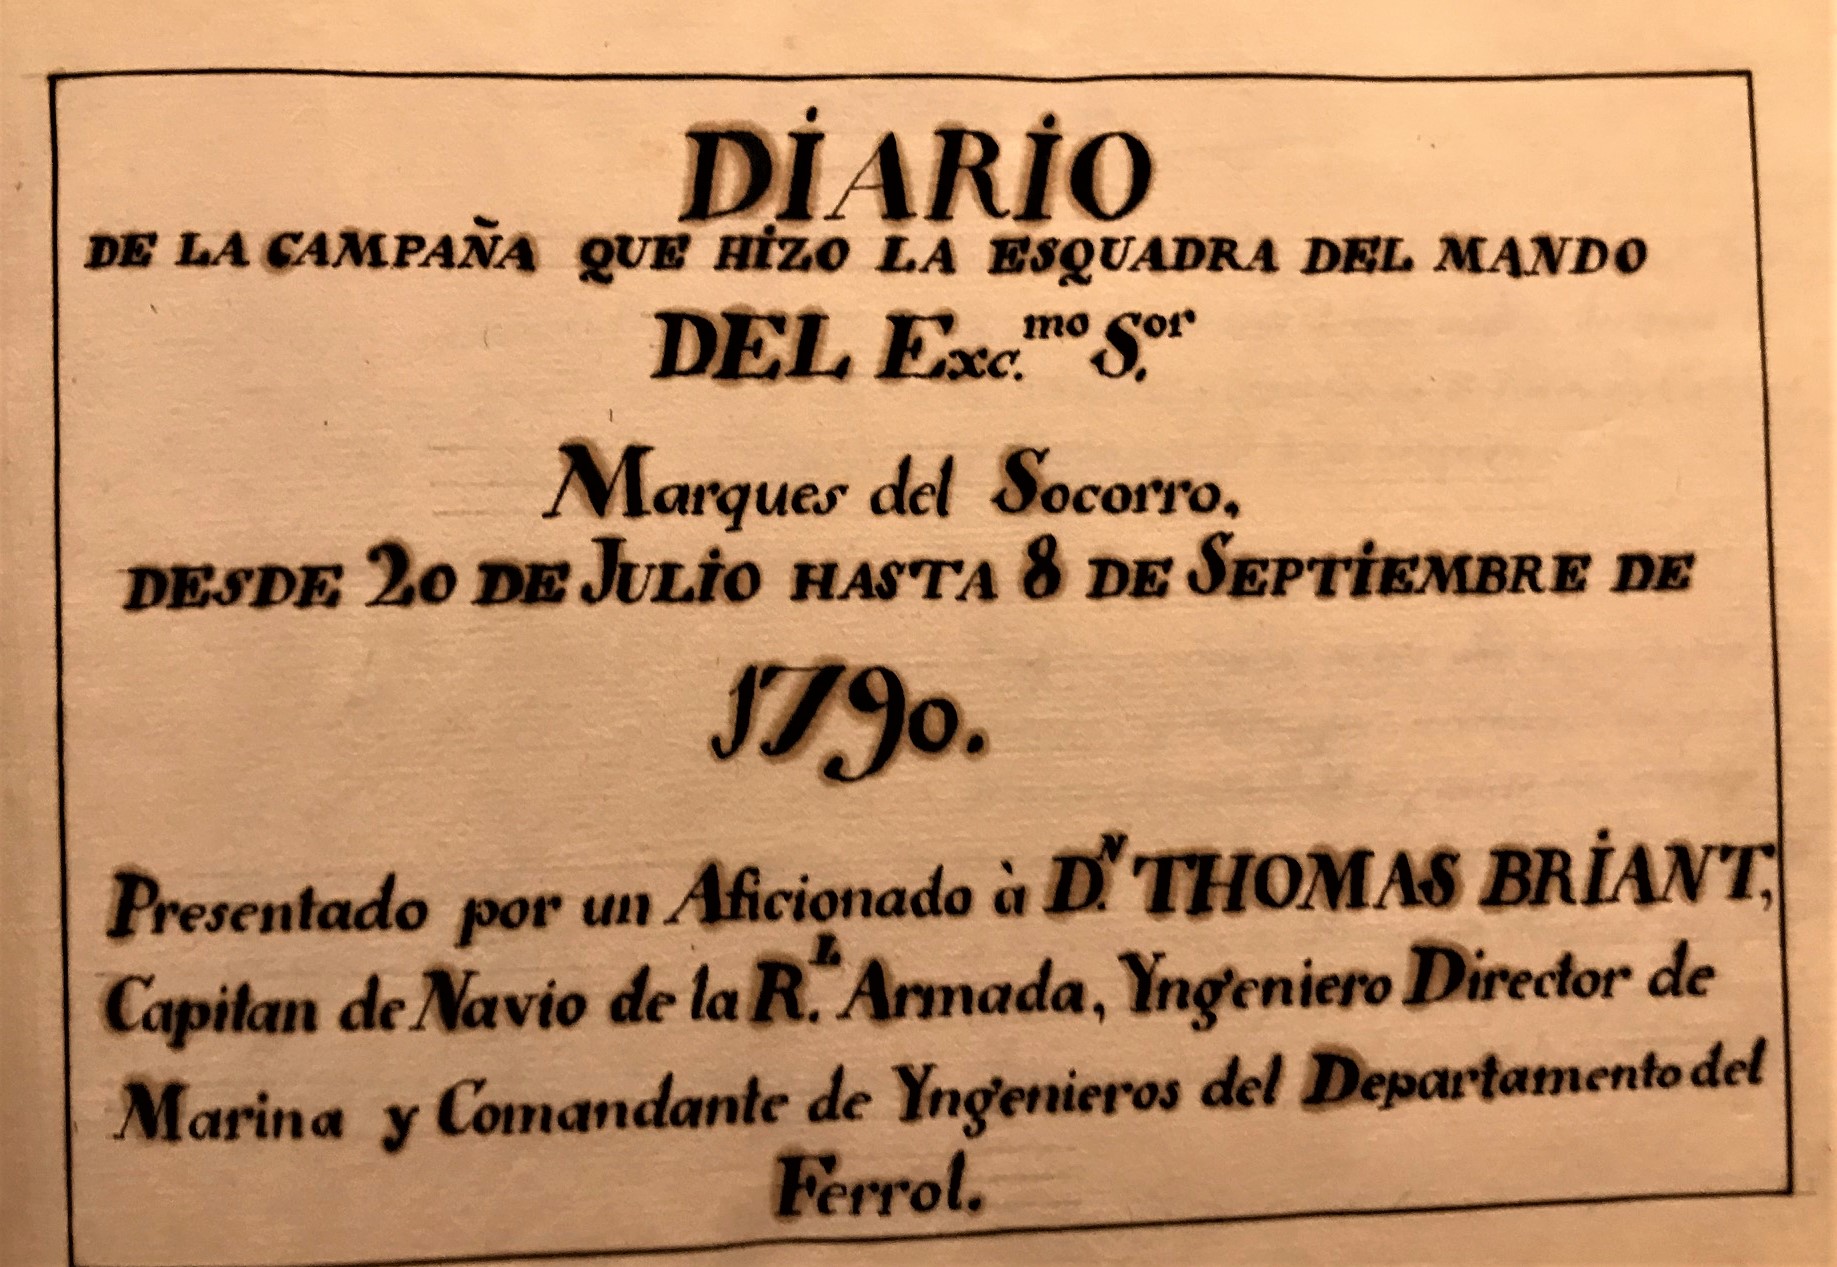 DiARiO
DE LA CAMPAÑA QUE HiZO LA ESQUADRA DEL MANDO
DEL Exc.mo S.or
Marques del Socorro,
DESDE 20 DE JULiO HASTA 8 DE SEPTiEMBRE DE
1790.
Presentado por un Aficionado à D.N THOMAS BRiANT,
Capitan de Navio de la R.L Armada, Yngeniero Director de
Marina y Comandante de Yngenieros del Departamento del
Ferrol.